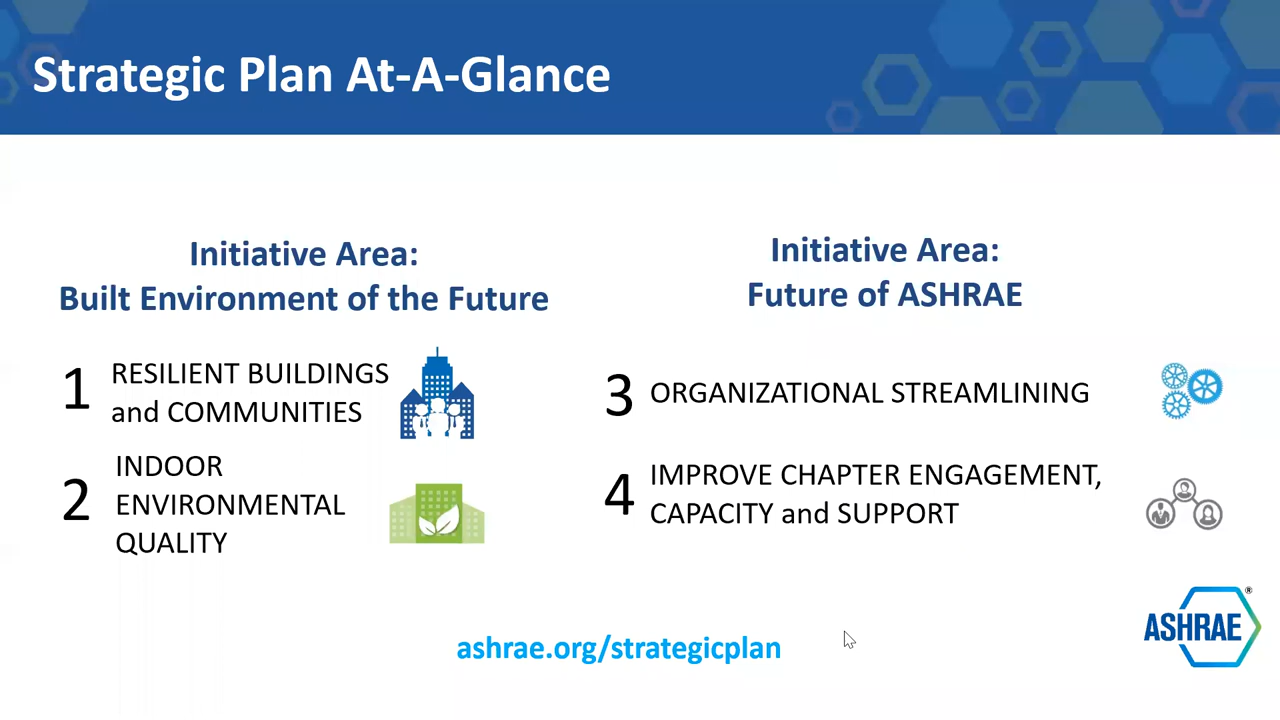 Strategic Plan At-A-Glance
Initiative Area:
Built Environment of the Future
1
RESILIENT BUILDINGS
and COMMUNITIES
2
INDOOR
ENVIRONMENTAL
QUALITY
Initiative Area:
Future of ASHRAE
3
ORGANIZATIONAL STREAMLINING
4
IMPROVE CHAPTER ENGAGEMENT,
CAPACITY and SUPPORT
ashrae.org/strategicplan
ASHRAE®